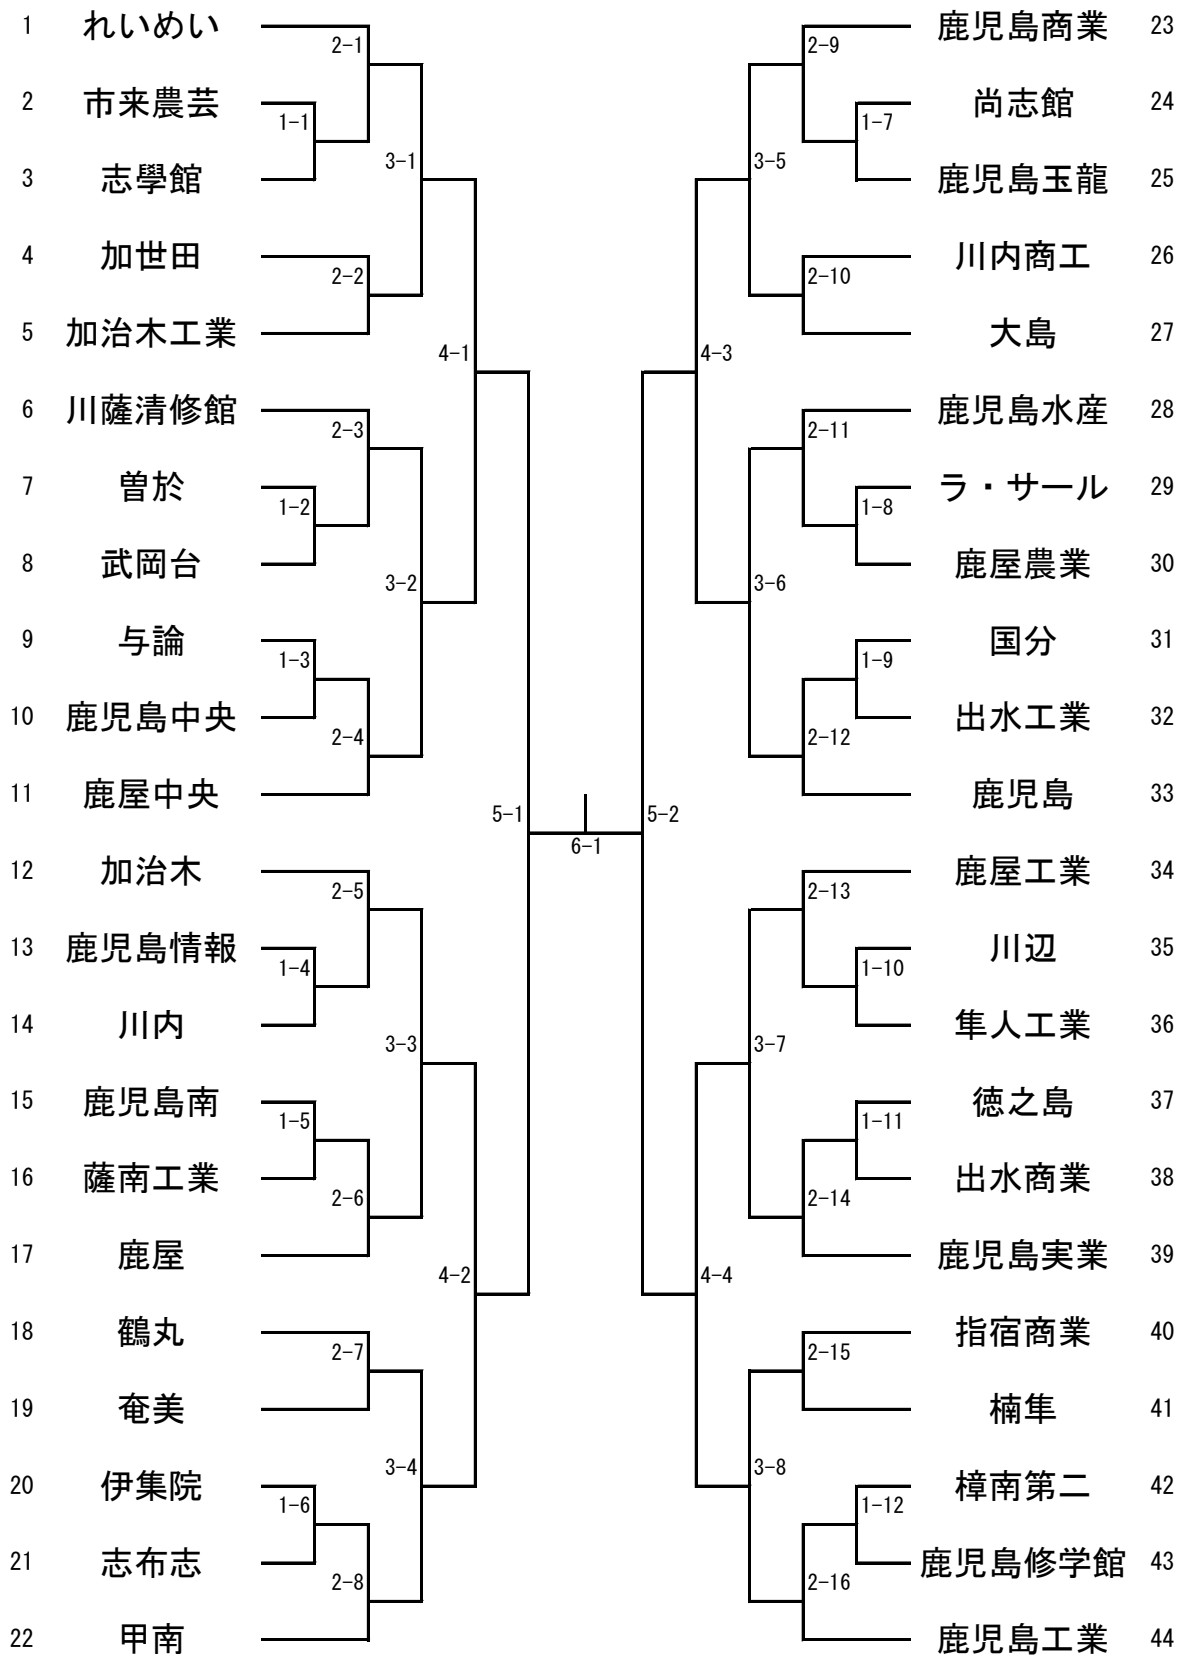 1 れいめい
2-1
2 市来農芸
1-1
3 志學館
3-1
4 加世田
2-2
5 加治木工業
4-1
6 川薩清修館
2-3
7 曽於
1-2
8 武岡台
3-2
9 与論
1-3
10 鹿児島中央
2-4
11 鹿屋中央
5-1
12 加治木
2-5
13 鹿児島情報
1-4
14 川内
3-3
15 鹿児島南
1-5
16 薩南工業
2-6
17 鹿屋
4-2
18 鶴丸
2-7
19 奄美
3-4
20 伊集院
1-6
21 志布志
2-8
22 甲南
6-1
鹿児島商業 23
2-9
尚志館 24
1-7
鹿児島玉龍 25
3-5
川内商工 26
2-10
大島 27
4-3
鹿児島水産 28
2-11
ラ・サール 29
1-8
鹿屋農業 30
3-6
国分 31
1-9
出水工業 32
2-12
鹿児島 33
5-2
鹿屋工業 34
2-13
川辺 35
1-10
隼人工業 36
3-7
徳之島 37
1-11
出水商業 38
2-14
鹿児島実業 39
4-4
指宿商業 40
2-15
楠隼 41
3-8
樟南第二 42
1-12
鹿児島修学館 43
2-16
鹿児島工業 44